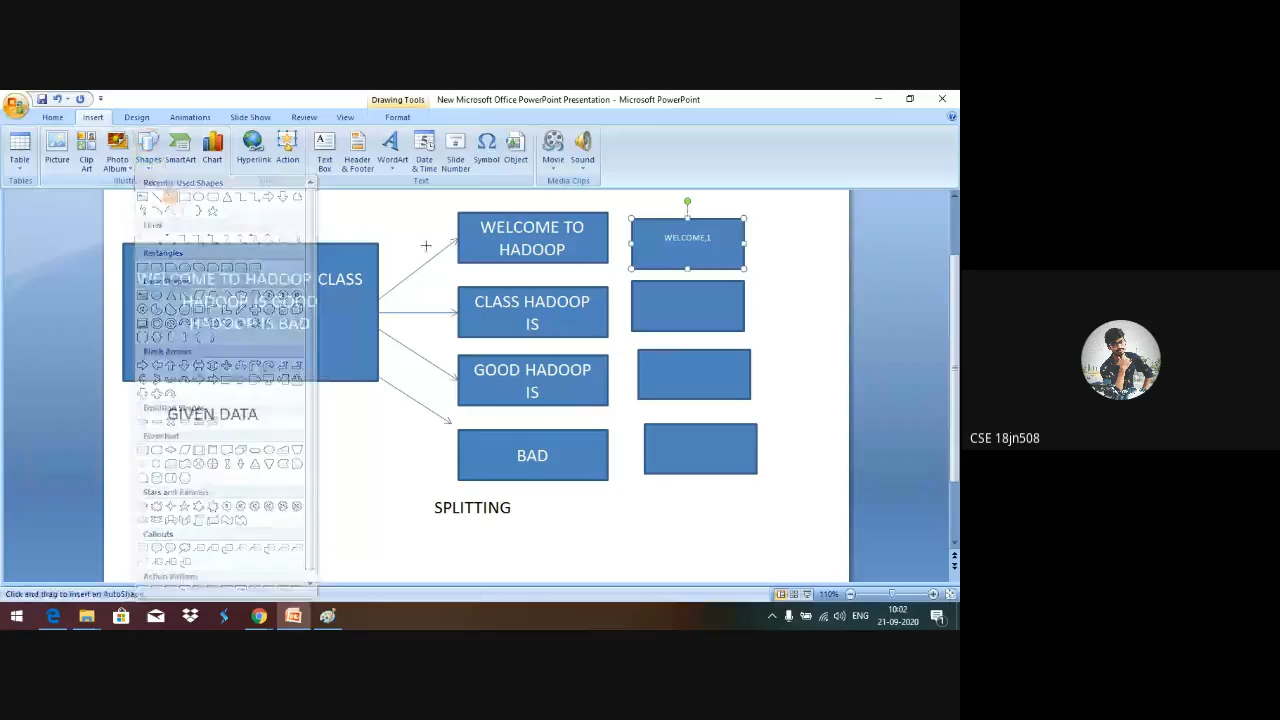 Drawing Tools
New Microsoft Office PowerPoint Presentation - Microsoft PowerPoint
Home
Insert
Design
Animations
Slide Show
Review
View
Format
Table
Picture
Clip Art
Photo Album
Shapes
SmartArt
Chart
Hyperlink
Action
Text Box
Header & Footer
WordArt
Date & Time
Slide Number
Symbol
Object
Movie
Sound
Tables
Text
Media Clips
Recently Used Shapes
Lines
Rectangles
Block Arrows
Flowchart
Stars and Banners
Callouts
Action Buttons
WELCOME TO HADOOP CLASS
HADOOP IS GOOD
HADOOP IS BAD
GIVEN DATA
WELCOME TO
HADOOP
CLASS HADOOP
IS
GOOD HADOOP
IS
BAD
SPLITTING
WELCOME,1
Click and drag to insert an AutoShape
110%
ENG
10:02
21-09-2020
CSE 18jn508